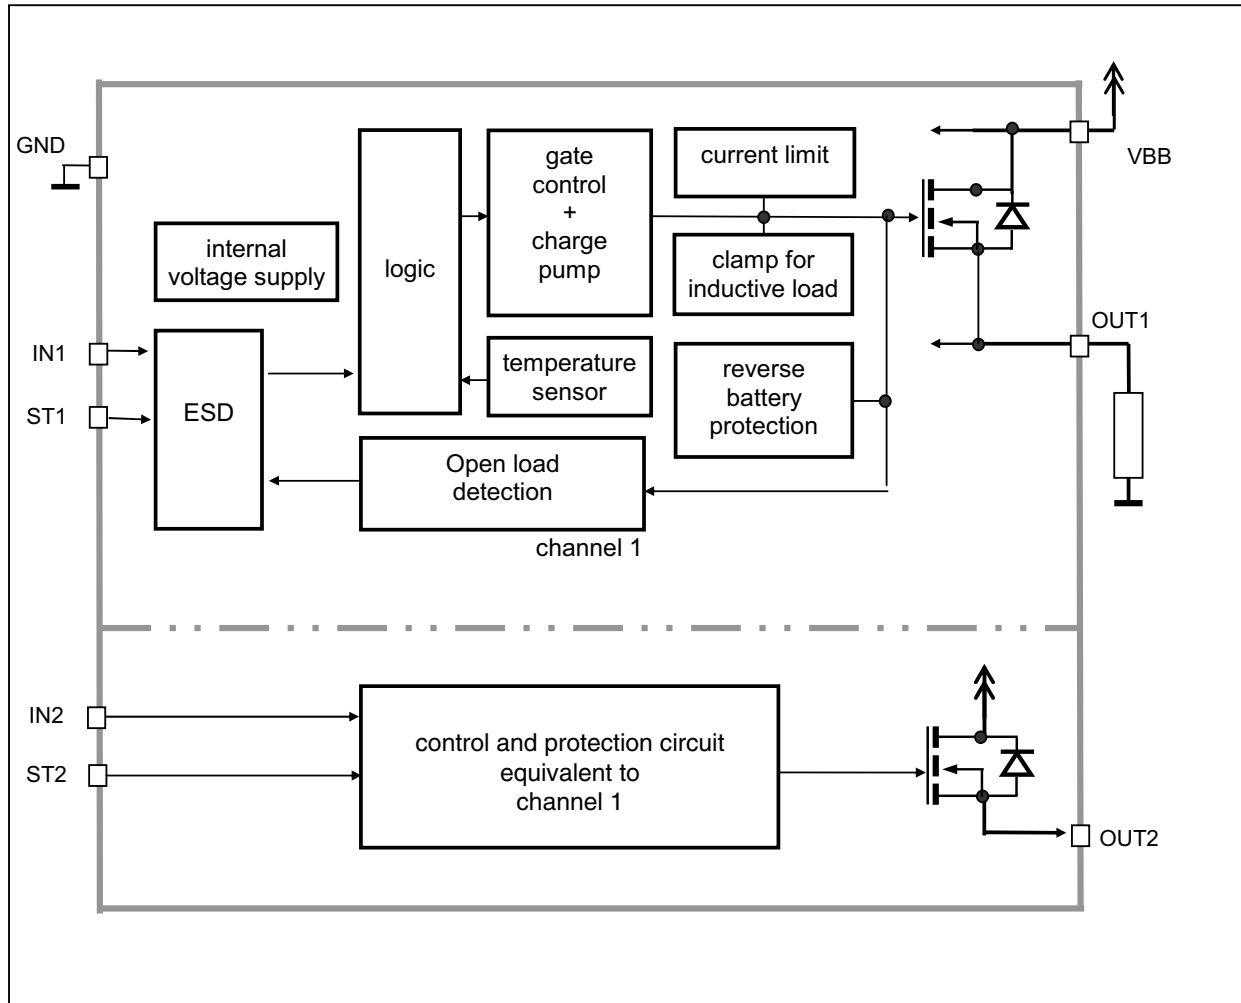 GND
VBB
gate
control
+
charge
pump
current limit
internal
voltage supply
logic
clamp for
inductive load
OUT1
IN1
ST1
ESD
temperature
sensor
reverse
battery
protection
Open load
detection
channel 1
IN2
ST2
control and protection circuit
equivalent to
channel 1
OUT2